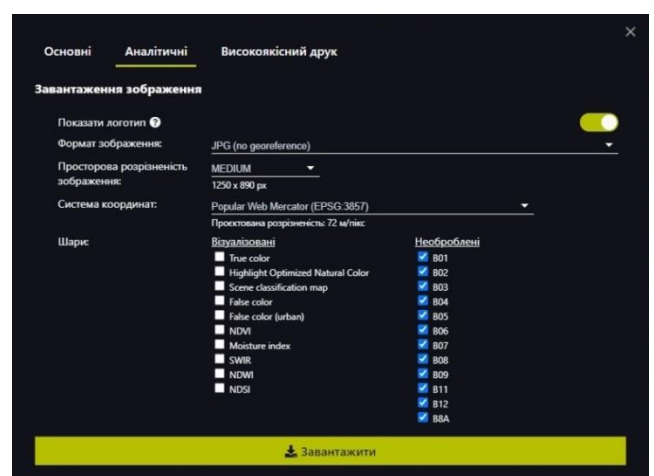 Основні Аналітичні Високоякісний друк
Завантаження зображення
Показати логотип ?
Формат зображення: JPG (no georeference)
Просторова розрізненість зображення: MEDIUM
1250 x 890 px
Система координат: Popular Web Mercator (EPSG:3857)
Проєктована розрізненість: 72 м/пікс
Шари: Візуалізовані Необроблені
True color B01
Highlight Optimized Natural Color B02
Scene classification map B03
False color B04
False color (urban) B05
NDVI B06
Moisture index B07
SWIR B08
NDWI B09
NDSI B11
B12
B8A
Завантажити